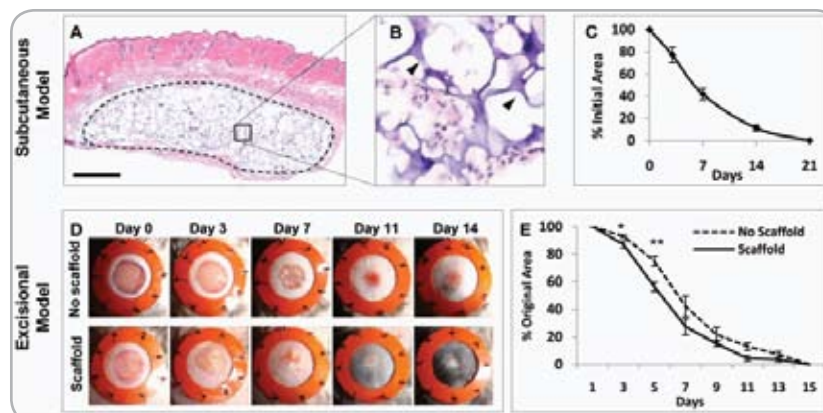 Subcutaneous
Model
A
B
C
% Initial Area
100
80
60
40
20
0
0 7 14 21
Days
Excisional
Model
D
Day 0 Day 3 Day 7 Day 11 Day 14
No scaffold
Scaffold
E
% Original Area
100
80
60
40
20
0
*
**
No Scaffold
Scaffold
1 3 5 7 9 11 13 15
Days